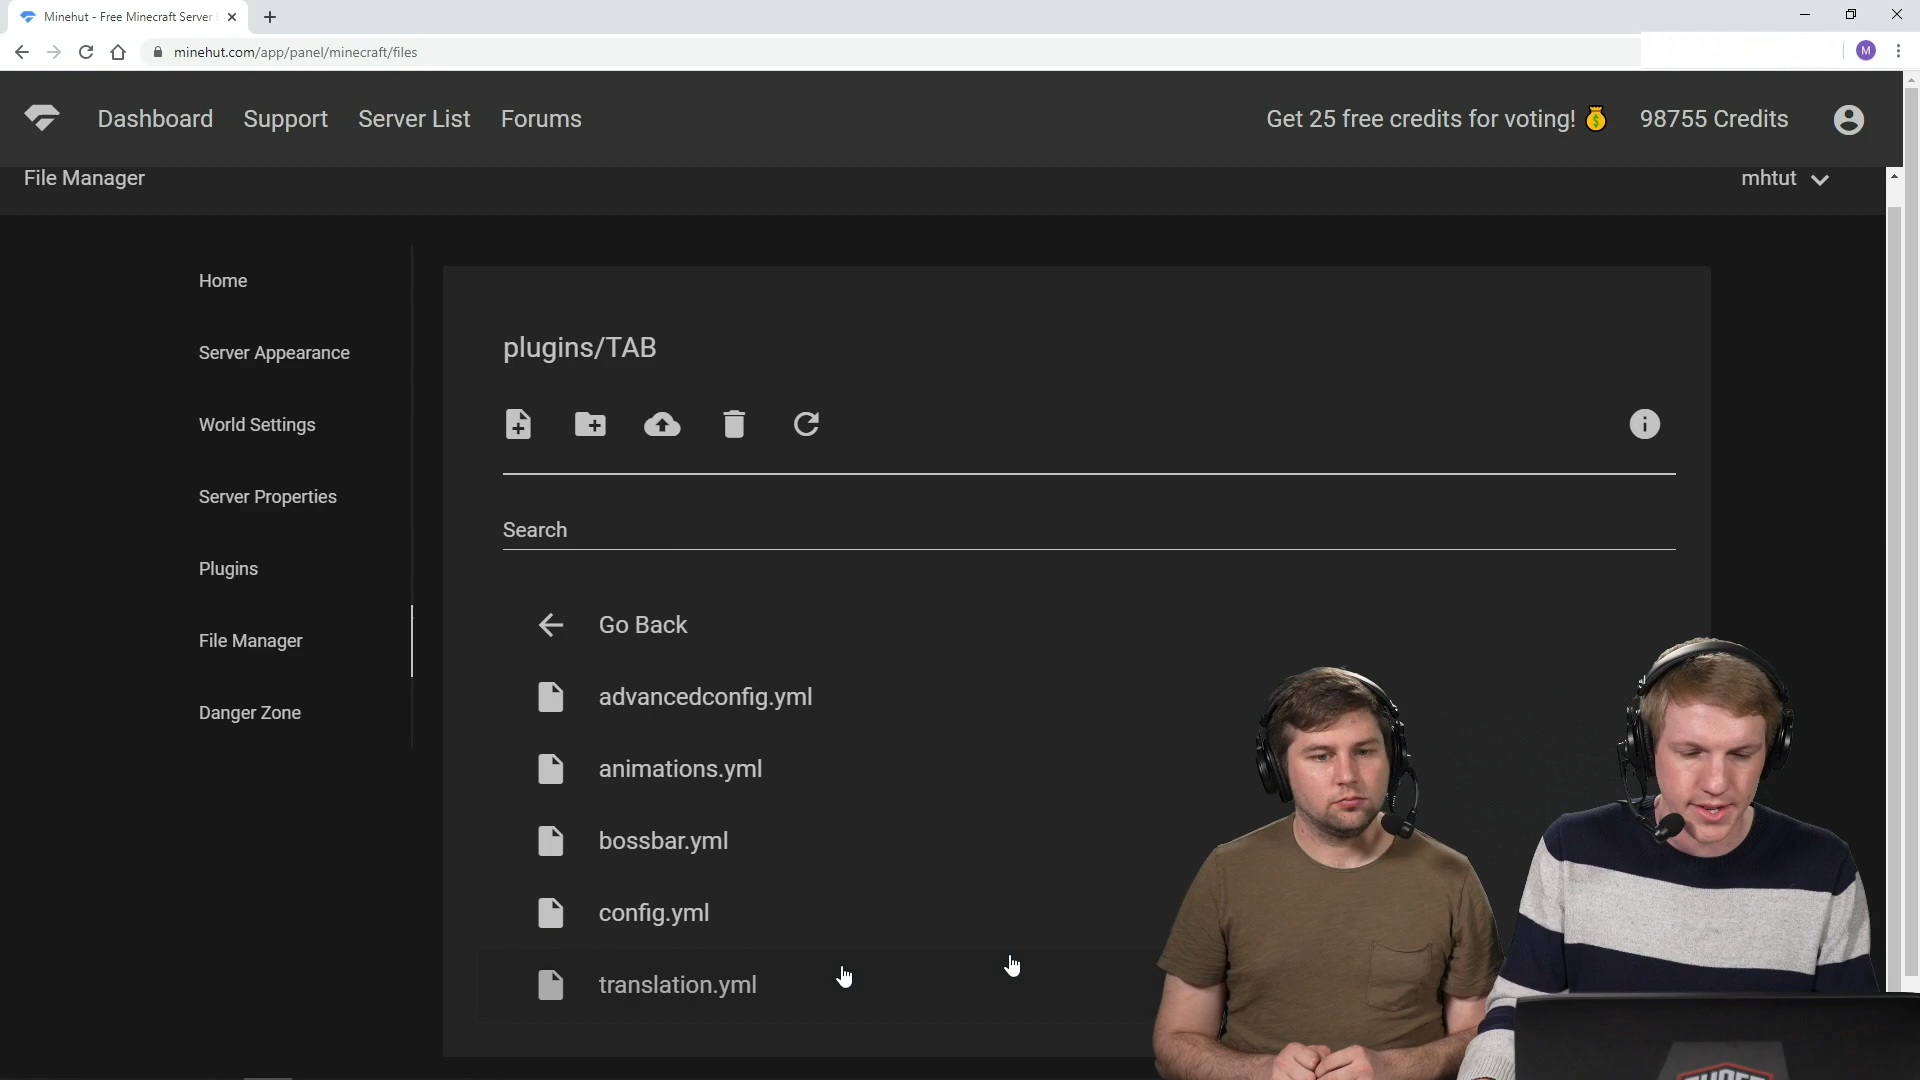 Minehut - Free Minecraft Server
minehut.com/app/panel/minecraft/files
M
Dashboard Support Server List Forums
Get 25 free credits for voting! 98755 Credits
File Manager
mhtut
Home
Server Appearance
World Settings
Server Properties
Plugins
File Manager
Danger Zone
plugins/TAB
Search
Go Back
advancedconfig.yml
animations.yml
bossbar.yml
config.yml
translation.yml